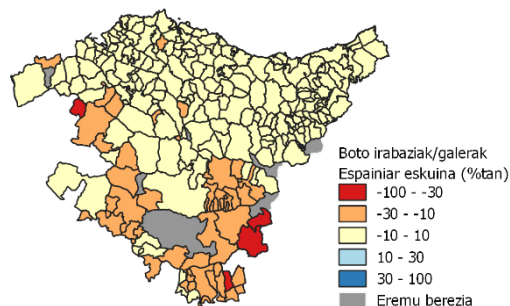 Boto irabaziak/galerak
Espainiar eskuina (%tan)
-100 - -30
-30 - -10
-10 - 10
10 - 30
30 - 100
Eremu berezia